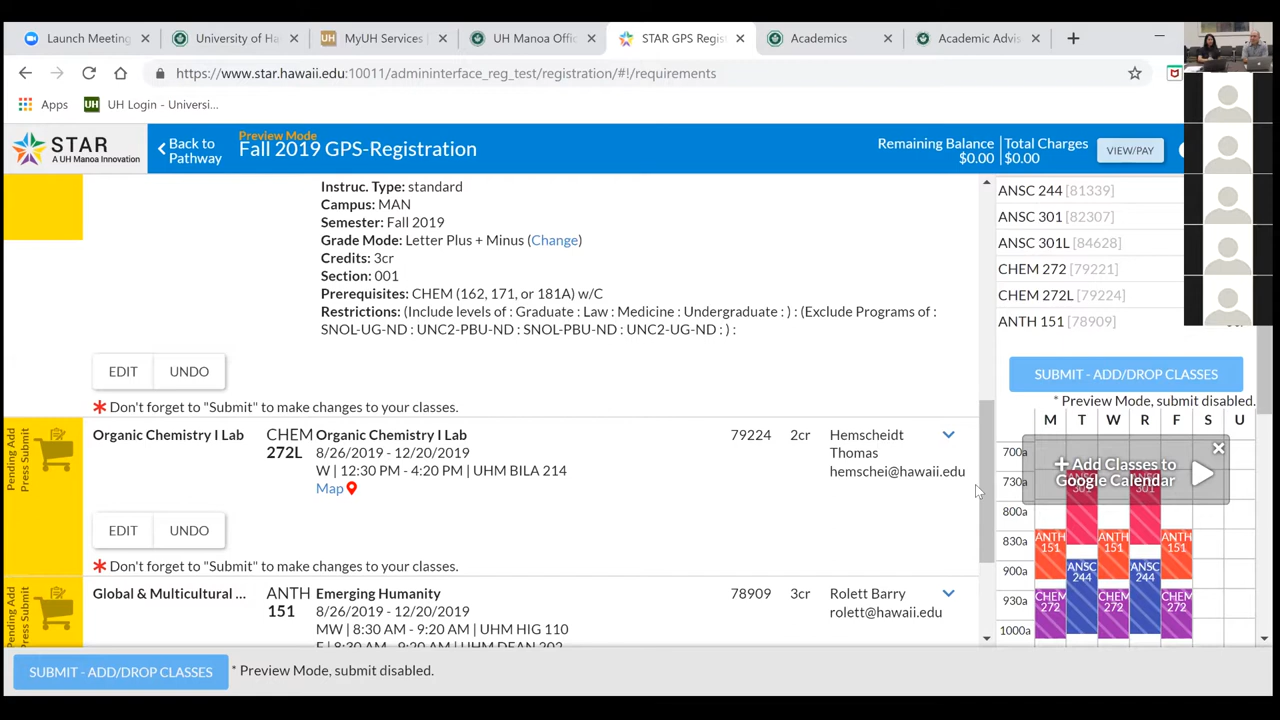 Launch Meeting
University of Ha
MyUH Services
UH Manoa Offic
STAR GPS Regis
Academics
Academic Advis
https://www.star.hawaii.edu:10011/admininterface_reg_test/registration/#!/requirements
Apps
UH
UH Login - Universi...
STAR
A UH Manoa Innovation
Back to
Pathway
Preview Mode
Fall 2019 GPS-Registration
Remaining Balance
$0.00
Total Charges
$0.00
VIEW/PAY
Instruc. Type: standard
Campus: MAN
Semester: Fall 2019
Grade Mode: Letter Plus + Minus (Change)
Credits: 3cr
Section: 001
Prerequisites: CHEM (162, 171, or 181A) w/C
Restrictions: (Include levels of : Graduate : Law : Medicine : Undergraduate : ) : (Exclude Programs of :
SNOL-UG-ND : UNC2-PBU-ND : SNOL-PBU-ND : UNC2-UG-ND : ) :
EDIT
UNDO
* Don't forget to "Submit" to make changes to your classes.
Pending Add
Press Submit
Organic Chemistry I Lab
CHEM
272L
Organic Chemistry I Lab
8/26/2019 - 12/20/2019
W | 12:30 PM - 4:20 PM | UHM BILA 214
Map
79224
2cr
Hemscheidt
Thomas
hemschei@hawaii.edu
EDIT
UNDO
* Don't forget to "Submit" to make changes to your classes.
Pending Add
Press Submit
Global & Multicultural ...
ANTH
151
Emerging Humanity
8/26/2019 - 12/20/2019
MW | 8:30 AM - 9:20 AM | UHM HIG 110
F | 8:30 AM - 9:20 AM | UHM DEAN 202
78909
3cr
Rolett Barry
rolett@hawaii.edu
SUBMIT - ADD/DROP CLASSES
* Preview Mode, submit disabled.
ANSC 244 [81339]
ANSC 301 [82307]
ANSC 301L [84628]
CHEM 272 [79221]
CHEM 272L [79224]
ANTH 151 [78909]
SUBMIT - ADD/DROP CLASSES
* Preview Mode, submit disabled.
M T W R F S U
700a
+ Add Classes to
Google Calendar
730a
301
301
800a
830a
ANTH
151
ANTH
151
ANTH
151
900a
ANSC
244
ANSC
244
930a
CHEM
272
CHEM
272
CHEM
272
1000a